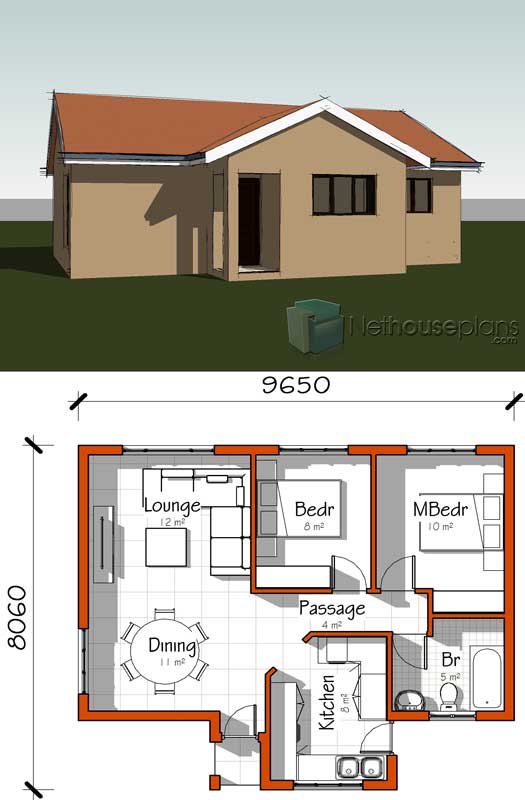 Nethouseplans
.com
9650
8060
Lounge
12 m²
Bedr
8 m²
MBedr
10 m²
Passage
4 m²
Dining
11 m²
Kitchen
8 m²
Br
5 m²